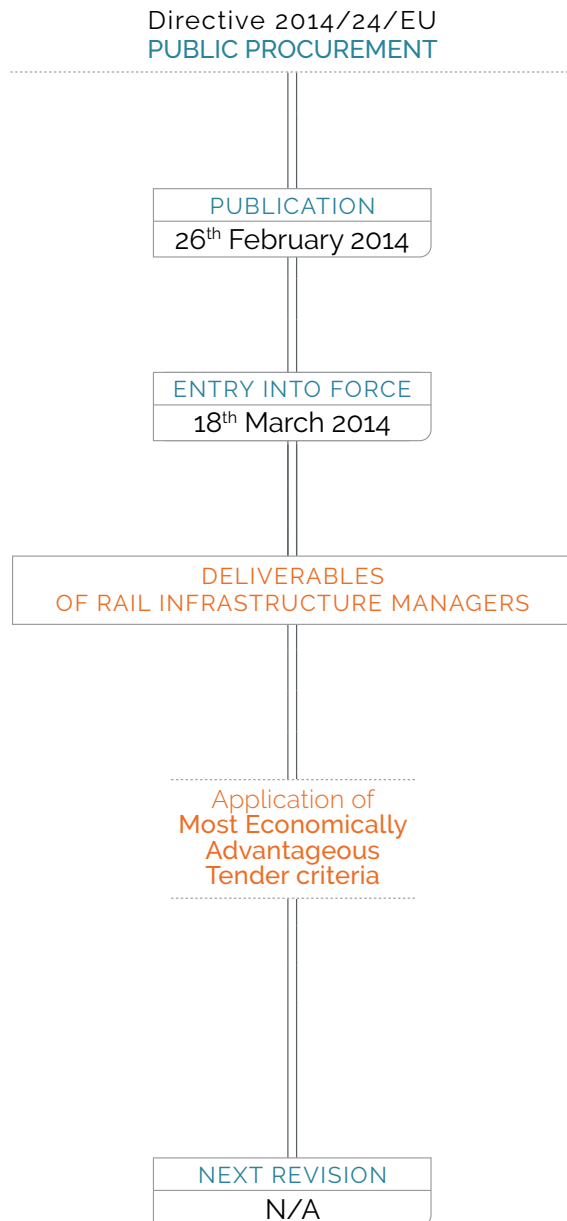 Directive 2014/24/EU
PUBLIC PROCUREMENT
PUBLICATION
26th February 2014
ENTRY INTO FORCE
18th March 2014
DELIVERABLES
OF RAIL INFRASTRUCTURE MANAGERS
Application of
Most Economically
Advantageous
Tender criteria
NEXT REVISION
N/A